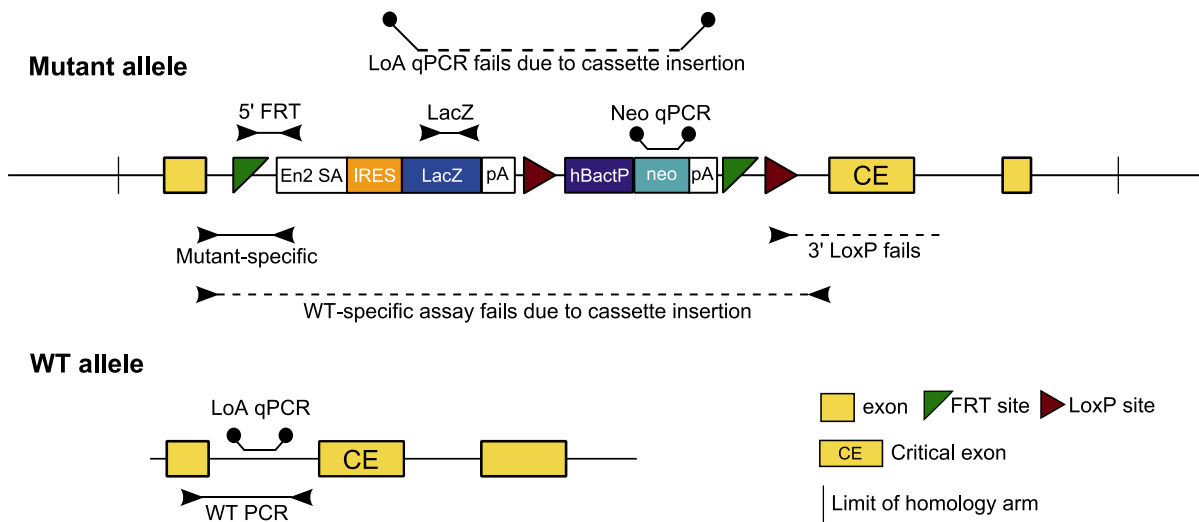 LoA qPCR fails due to cassette insertion
Mutant allele
5' FRT
LacZ
Neo qPCR
En2 SA
IRES
LacZ
pA
hBactP
neo
pA
CE
Mutant-specific
3' LoxP fails
WT-specific assay fails due to cassette insertion
WT allele
LoA qPCR
CE
WT PCR
exon
FRT site
LoxP site
CE
Critical exon
Limit of homology arm